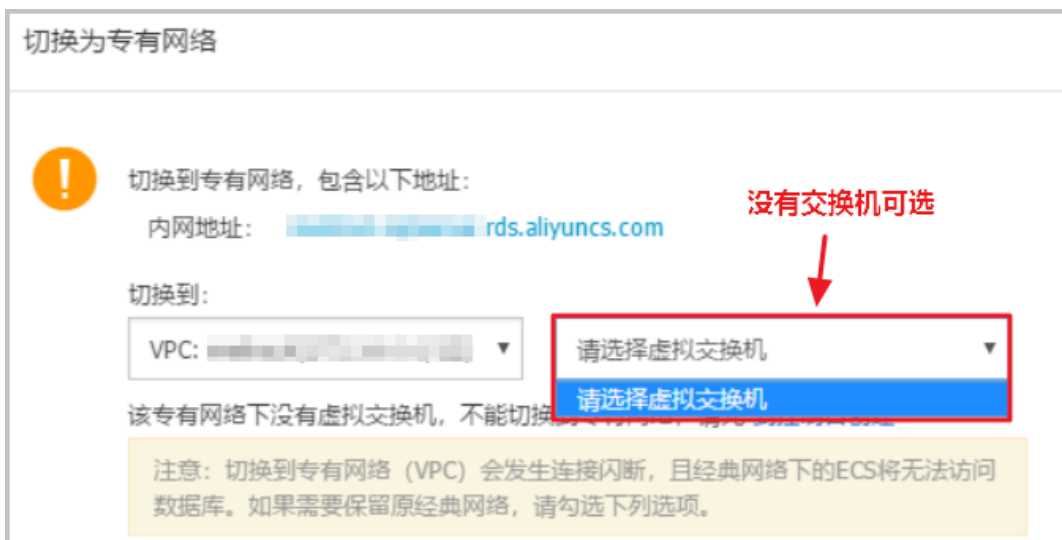 切换为专有网络
切换到专有网络，包含以下地址：
没有交换机可选
内网地址： rds.aliyuncs.com
切换到：
VPC:
请选择虚拟交换机
请选择虚拟交换机
该专有网络下没有虚拟交换机，不能切换
注意：切换到专有网络（VPC）会发生连接闪断，且经典网络下的ECS将无法访问
数据库。如果需要保留原经典网络，请勾选下列选项。